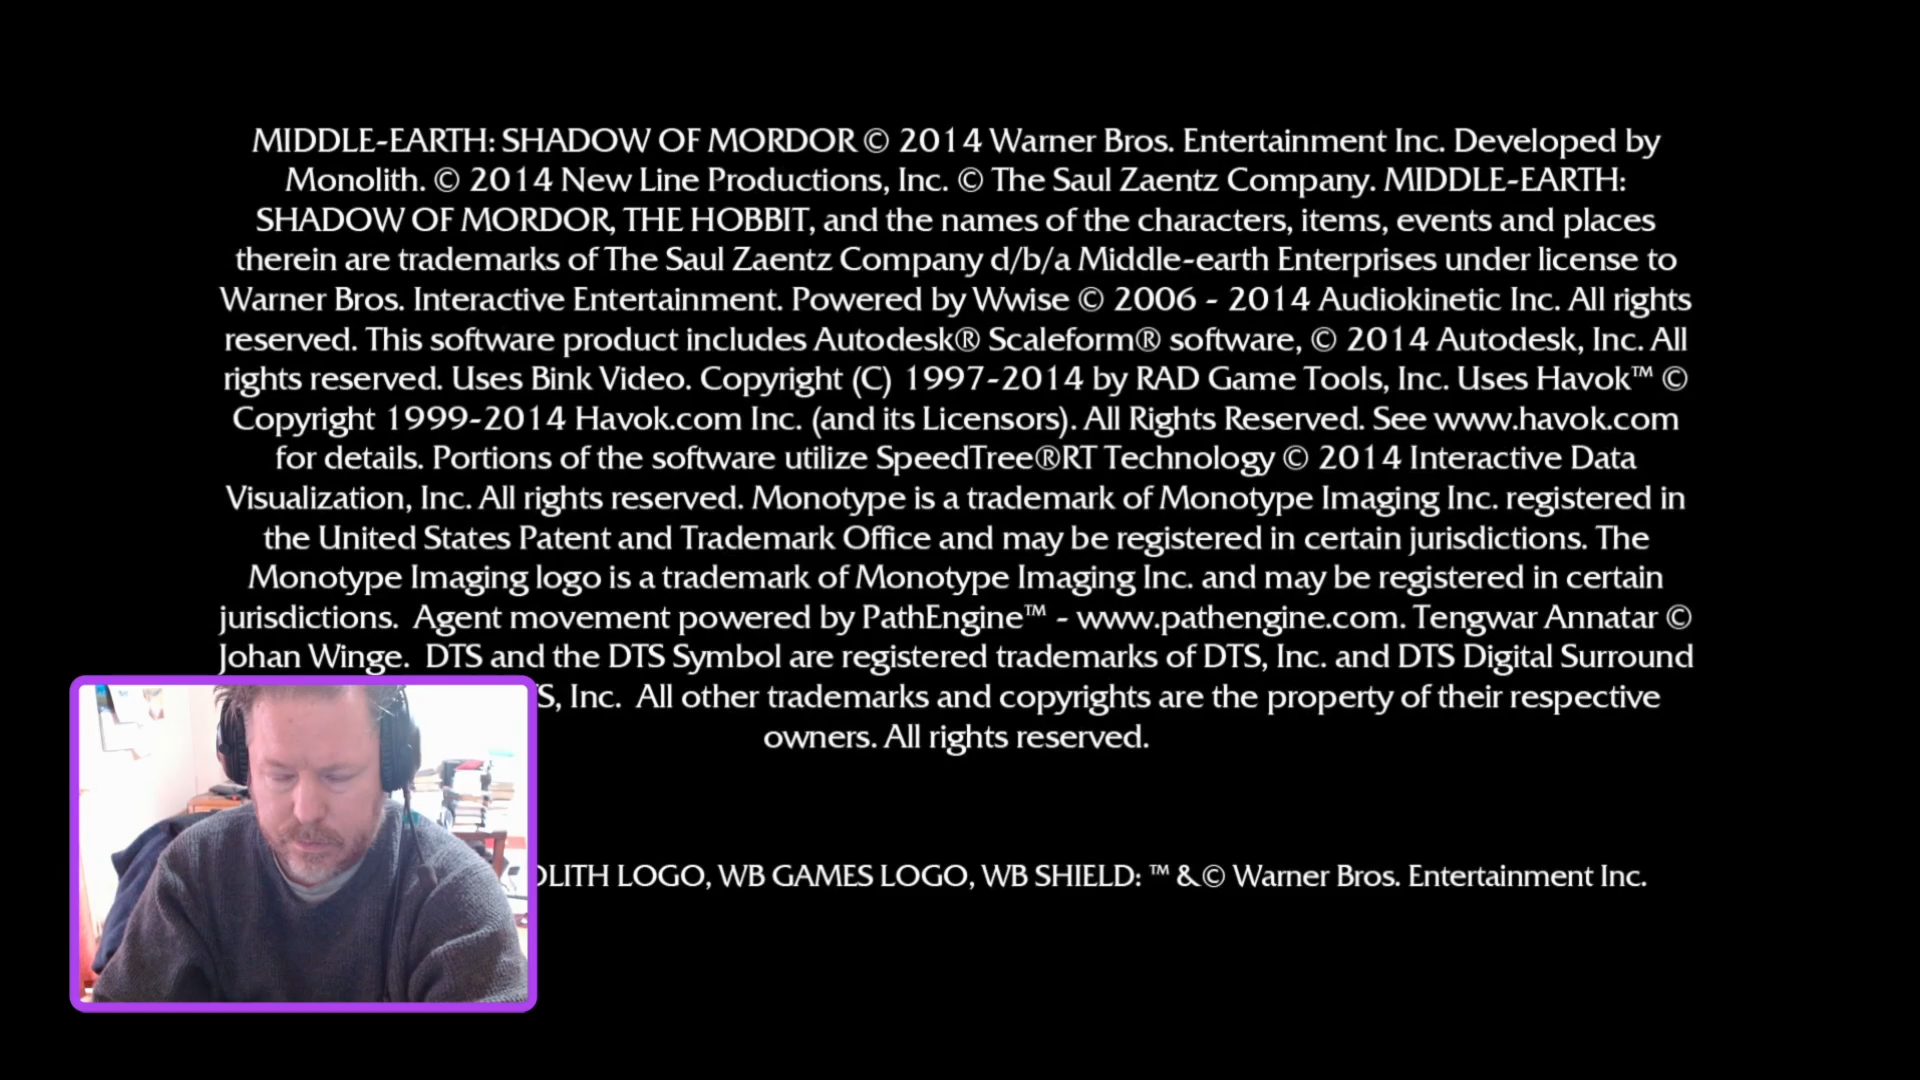 MIDDLE-EARTH: SHADOW OF MORDOR © 2014 Warner Bros. Entertainment Inc. Developed by
Monolith. © 2014 New Line Productions, Inc. © The Saul Zaentz Company. MIDDLE-EARTH:
SHADOW OF MORDOR, THE HOBBIT, and the names of the characters, items, events and places
therein are trademarks of The Saul Zaentz Company d/b/a Middle-earth Enterprises under license to
Warner Bros. Interactive Entertainment. Powered by Wwise © 2006 - 2014 Audiokinetic Inc. All rights
reserved. This software product includes Autodesk® Scaleform® software, © 2014 Autodesk, Inc. All
rights reserved. Uses Bink Video. Copyright (C) 1997-2014 by RAD Game Tools, Inc. Uses Havok™ ©
Copyright 1999-2014 Havok.com Inc. (and its Licensors). All Rights Reserved. See www.havok.com
for details. Portions of the software utilize SpeedTree®RT Technology © 2014 Interactive Data
Visualization, Inc. All rights reserved. Monotype is a trademark of Monotype Imaging Inc. registered in
the United States Patent and Trademark Office and may be registered in certain jurisdictions. The
Monotype Imaging logo is a trademark of Monotype Imaging Inc. and may be registered in certain
jurisdictions.  Agent movement powered by PathEngine™ - www.pathengine.com. Tengwar Annatar ©
Johan Winge.  DTS and the DTS Symbol are registered trademarks of DTS, Inc. and DTS Digital Surround
S, Inc.  All other trademarks and copyrights are the property of their respective
owners. All rights reserved.
OLITH LOGO, WB GAMES LOGO, WB SHIELD: ™ &© Warner Bros. Entertainment Inc.